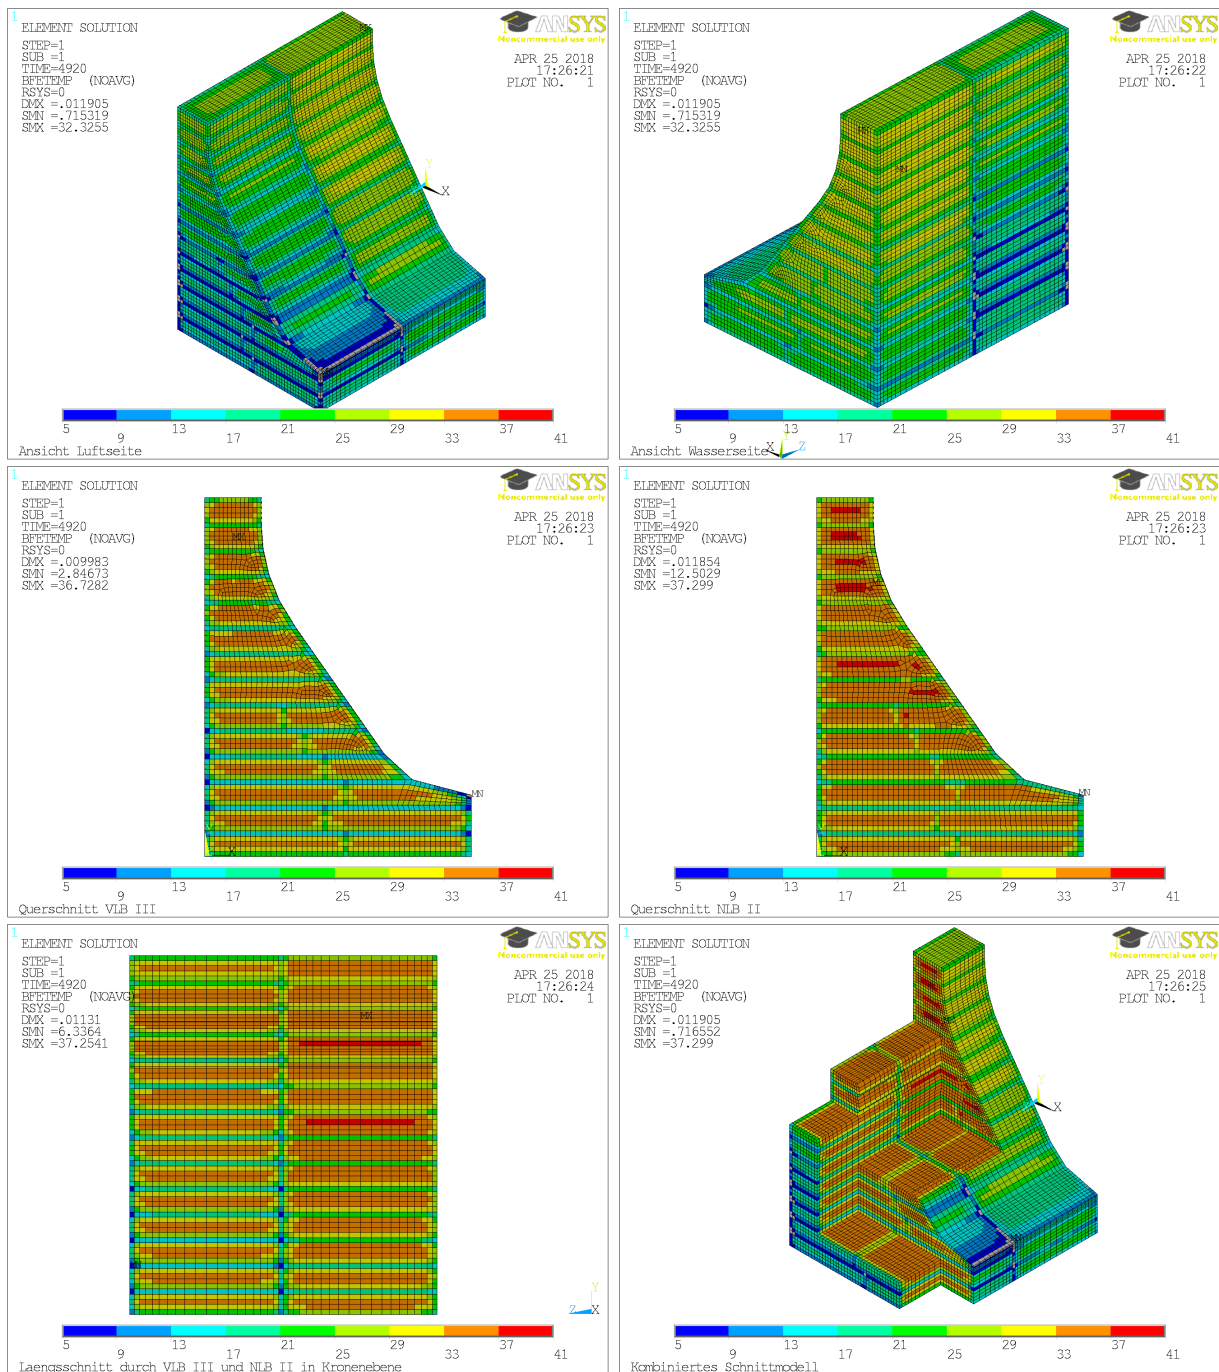 1
ELEMENT SOLUTION
STEP=1
SUB =1
TIME=4920
BFETEMP (NOAVG)
RSYS=0
DMX =.011905
SMN =.715319
SMX =32.3255
ANSYS
Noncommercial use only
APR 25 2018
17:26:21
PLOT NO. 1
MX
Y
X
5 9 13 17 21 25 29 33 37 41
Ansicht Luftseite
1
ELEMENT SOLUTION
STEP=1
SUB =1
TIME=4920
BFETEMP (NOAVG)
RSYS=0
DMX =.011905
SMN =.715319
SMX =32.3255
ANSYS
Noncommercial use only
APR 25 2018
17:26:22
PLOT NO. 1
MN
5 9 13 17 21 25 29 33 37 41
Ansicht Wasserseite
X Y Z
1
ELEMENT SOLUTION
STEP=1
SUB =1
TIME=4920
BFETEMP (NOAVG)
RSYS=0
DMX =.009983
SMN =2.84673
SMX =36.7282
ANSYS
Noncommercial use only
APR 25 2018
17:26:23
PLOT NO. 1
MX
MN
Y
X
5 9 13 17 21 25 29 33 37 41
Querschnitt VLB III
1
ELEMENT SOLUTION
STEP=1
SUB =1
TIME=4920
BFETEMP (NOAVG)
RSYS=0
DMX =.011854
SMN =12.5029
SMX =37.299
ANSYS
Noncommercial use only
APR 25 2018
17:26:23
PLOT NO. 1
MN
X
5 9 13 17 21 25 29 33 37 41
Querschnitt NLB II
1
ELEMENT SOLUTION
STEP=1
SUB =1
TIME=4920
BFETEMP (NOAVG)
RSYS=0
DMX =.01131
SMN =6.3364
SMX =37.2541
ANSYS
Noncommercial use only
APR 25 2018
17:26:24
PLOT NO. 1
MX
Y
Z X
5 9 13 17 21 25 29 33 37 41
Laengsschnitt durch VLB III und NLB II in Kronenebene
1
ELEMENT SOLUTION
STEP=1
SUB =1
TIME=4920
BFETEMP (NOAVG)
RSYS=0
DMX =.011905
SMN =.716552
SMX =37.299
ANSYS
Noncommercial use only
APR 25 2018
17:26:25
PLOT NO. 1
Y
X
MN
5 9 13 17 21 25 29 33 37 41
Kombiniertes Schnittmodell